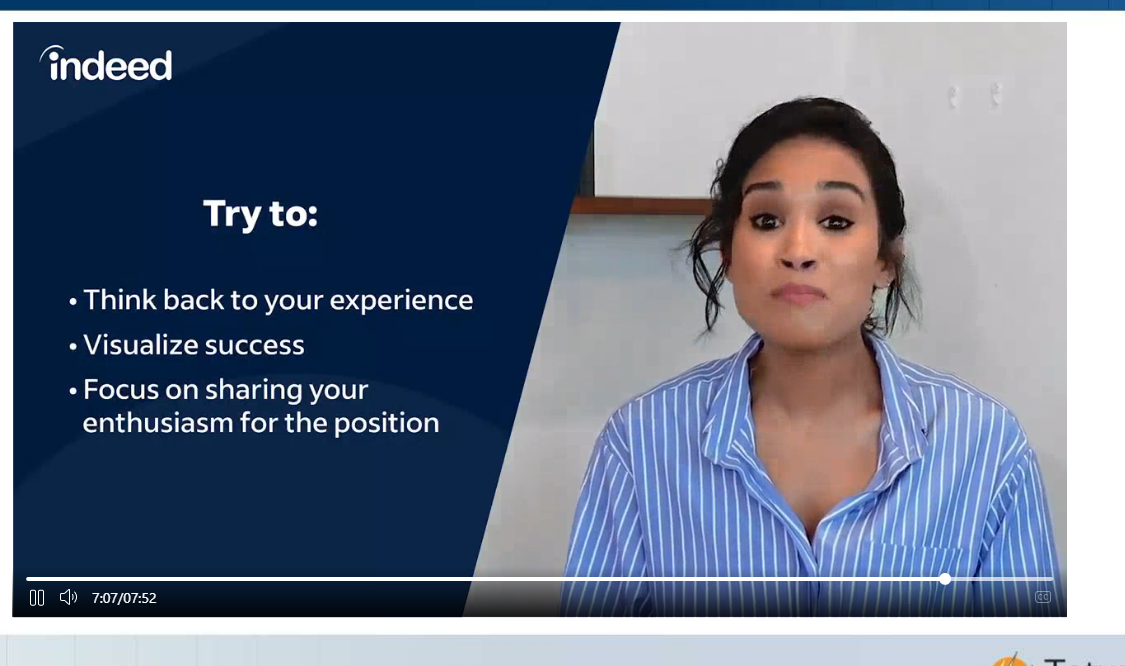 indeed
Try to:
• Think back to your experience
• Visualize success
• Focus on sharing your
enthusiasm for the position
7:07/07:52
CC